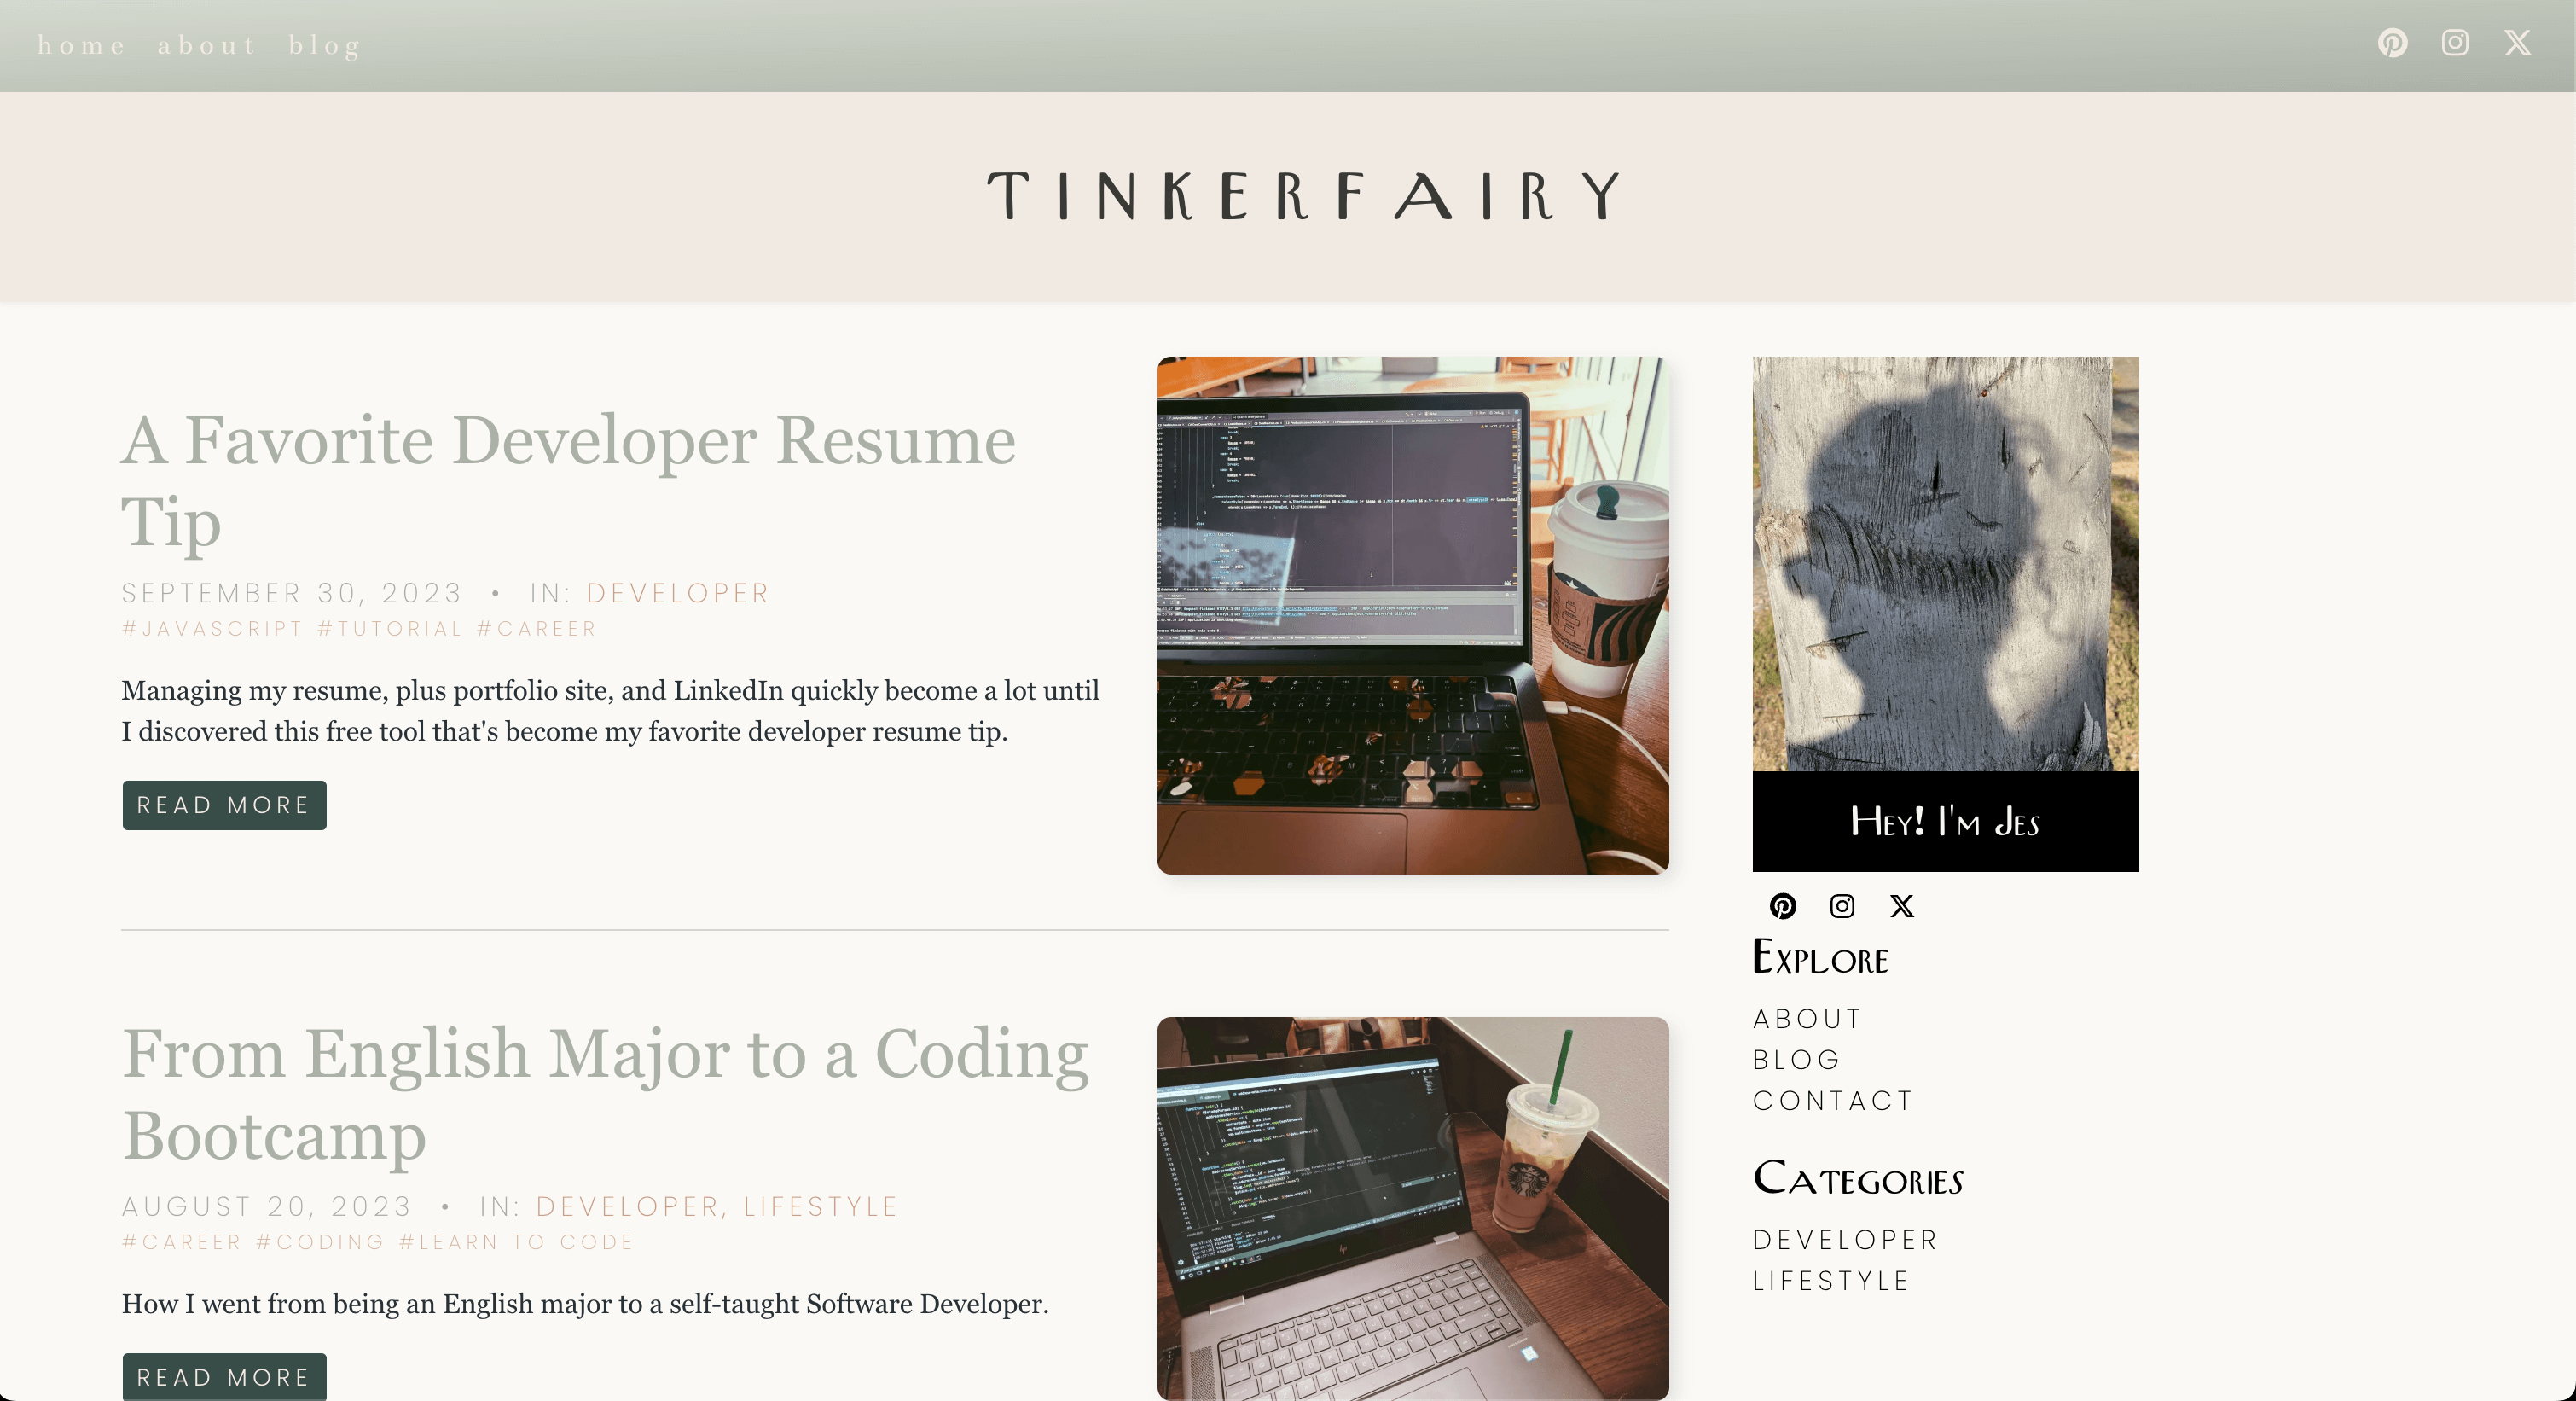 home about blog
TINKERFAIRY
A Favorite Developer Resume
Tip
SEPTEMBER 30, 2023 • IN: DEVELOPER
#JAVASCRIPT #TUTORIAL #CAREER
Managing my resume, plus portfolio site, and LinkedIn quickly become a lot until
I discovered this free tool that's become my favorite developer resume tip.
READ MORE
From English Major to a Coding
Bootcamp
AUGUST 20, 2023 • IN: DEVELOPER, LIFESTYLE
#CAREER #CODING #LEARN TO CODE
How I went from being an English major to a self-taught Software Developer.
READ MORE
Hey! I'm Jes
Explore
ABOUT
BLOG
CONTACT
Categories
DEVELOPER
LIFESTYLE